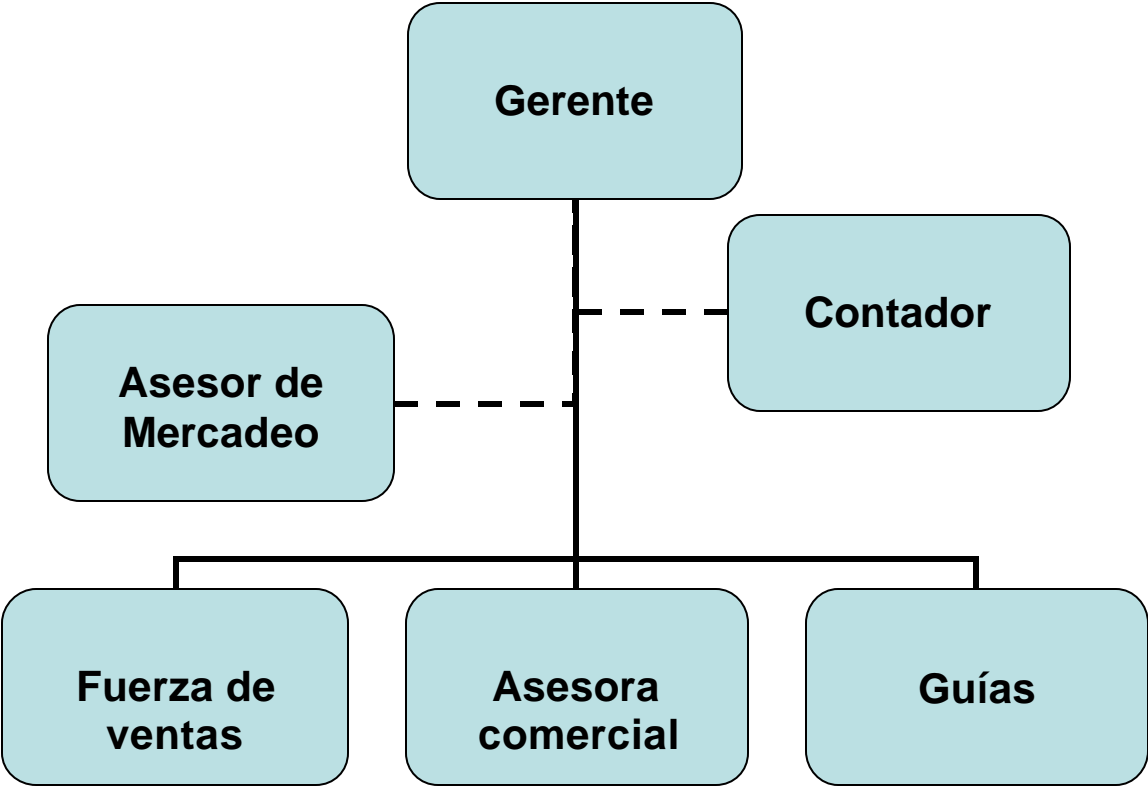 Gerente
Contador
Asesor de
Mercadeo
Fuerza de
ventas
Asesora
comercial
Guías